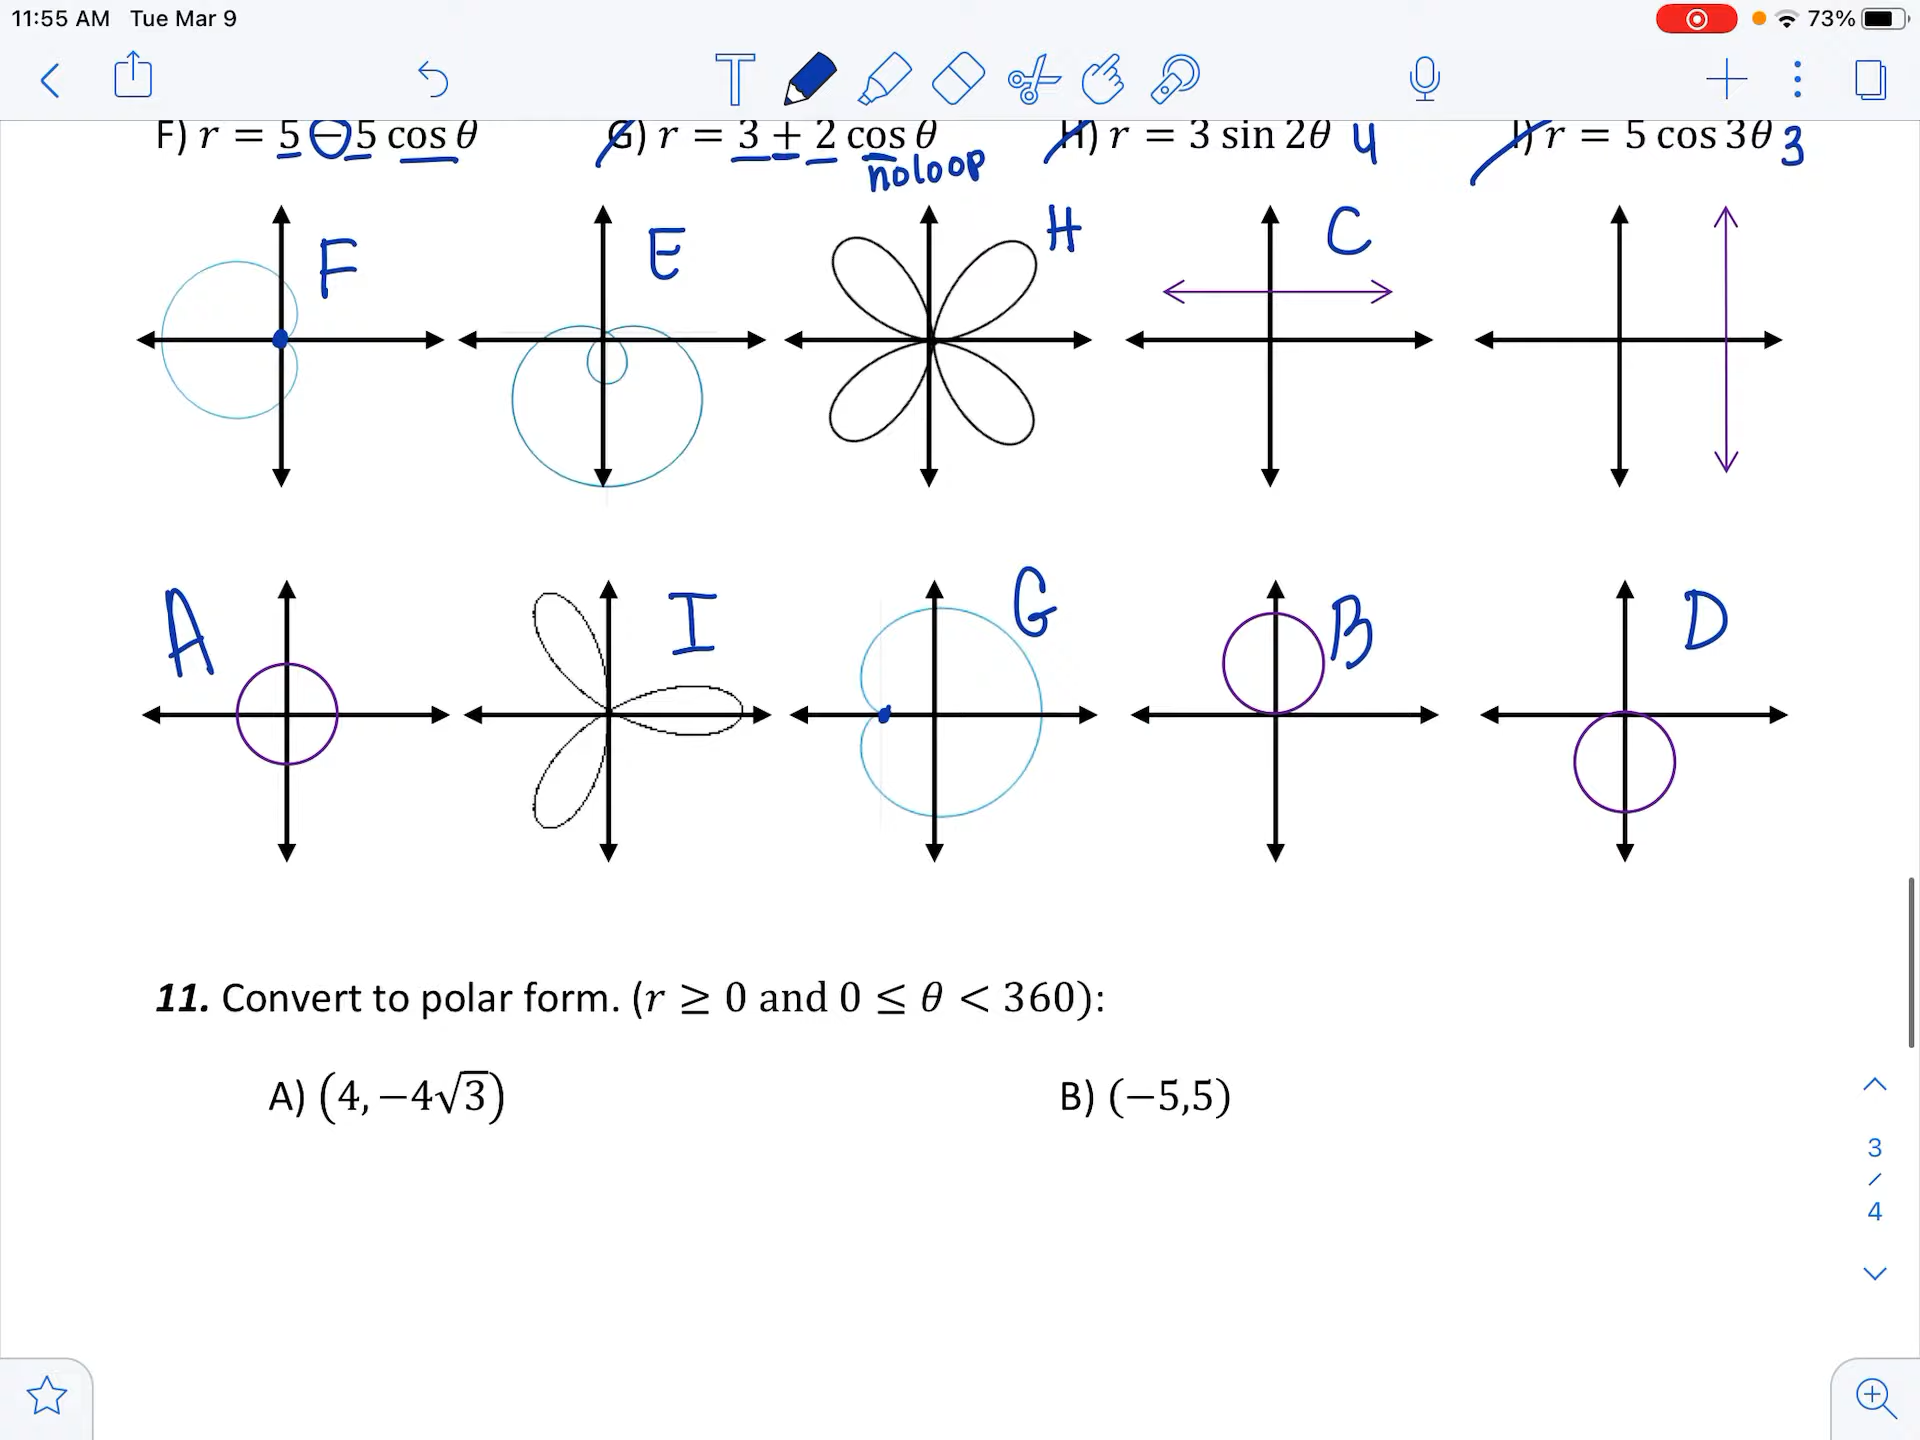 11:55 AM Tue Mar 9 73%
T
F) r = 5 − 5 cos θ G) r = 3 + 2 cos θ H) r = 3 sin 2θ 4 I) r = 5 cos 3θ 3
no loop
F E H C
A I G B D
11. Convert to polar form. (r ≥ 0 and 0 ≤ θ < 360):
A) (4, −4√3) B) (−5,5)
3
/
4